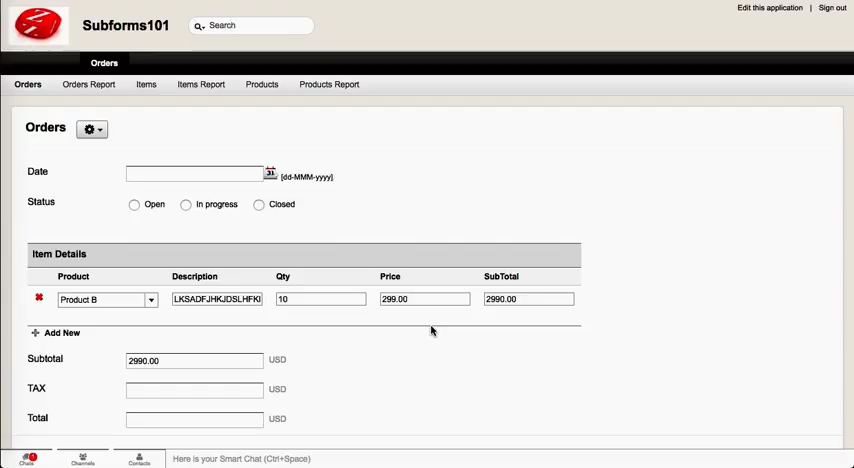 Edit this application | Sign out
Subforms101 Search
Orders
Orders Orders Report Items Items Report Products Products Report
Orders
Date 31 [dd-MMM-yyyy]
Status Open In progress Closed
Item Details
Product Description Qty Price SubTotal
Product B LKSADFJHKJDSLHFKI 10 299.00 2990.00
Add New
Subtotal 2990.00 USD
TAX USD
Total USD
Chats 1 Channels Contacts Here is your Smart Chat (Ctrl+Space)